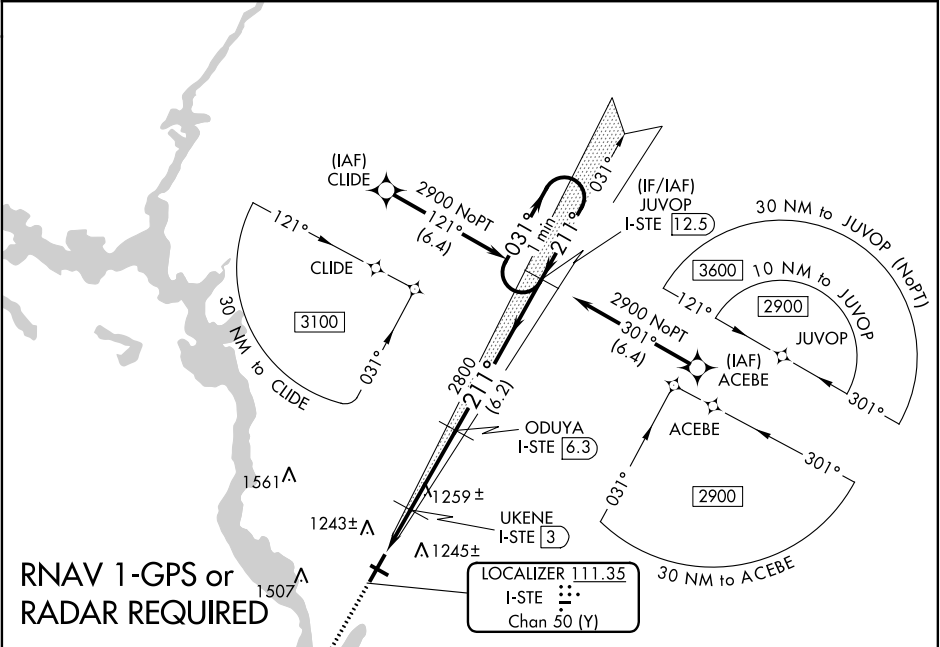 (IAF)
CLIDE
2900 NoPT
121°
(6.4)
031°
1 min
211°
031°
(IF/IAF)
JUVOP
I-STE 12.5
30 NM to JUVOP (NoPT)
3600
10 NM to JUVOP
2900
121°
JUVOP
301°
121°
CLIDE
3100
031°
30 NM to CLIDE
2900 NoPT
301°
(6.4)
(IAF)
ACEBE
2800
211°
(6.2)
ODUYA
I-STE 6.3
ACEBE
301°
031°
2900
30 NM to ACEBE
1561
1259 ±
1243±
UKENE
I-STE 3
1245±
1507
RNAV 1-GPS or
RADAR REQUIRED
LOCALIZER 111.35
I-STE
Chan 50 (Y)